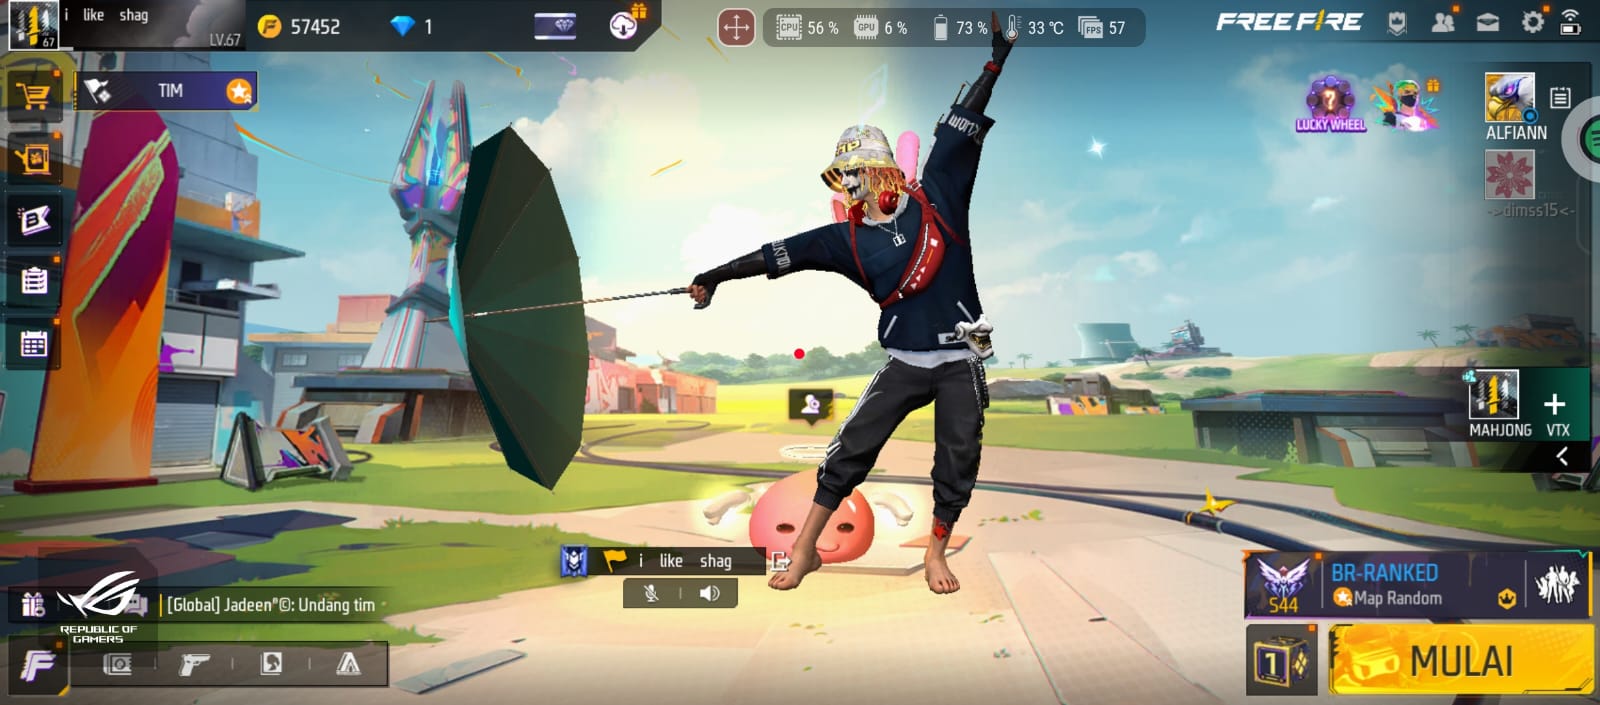 i like shag
67
LV.67
57452
1
CPU 56 %
GPU 6 %
73 %
33 °C
FPS 57
FREE FIRE
TIM
LUCKY WHEEL
ALFIANN
->dimss15<-
B
MAHJONG
VTX
i like shag
BR-RANKED
Map Random
S44
[Global] Jadeen"©: Undang tim
REPUBLIC OF
GAMERS
1
MULAI